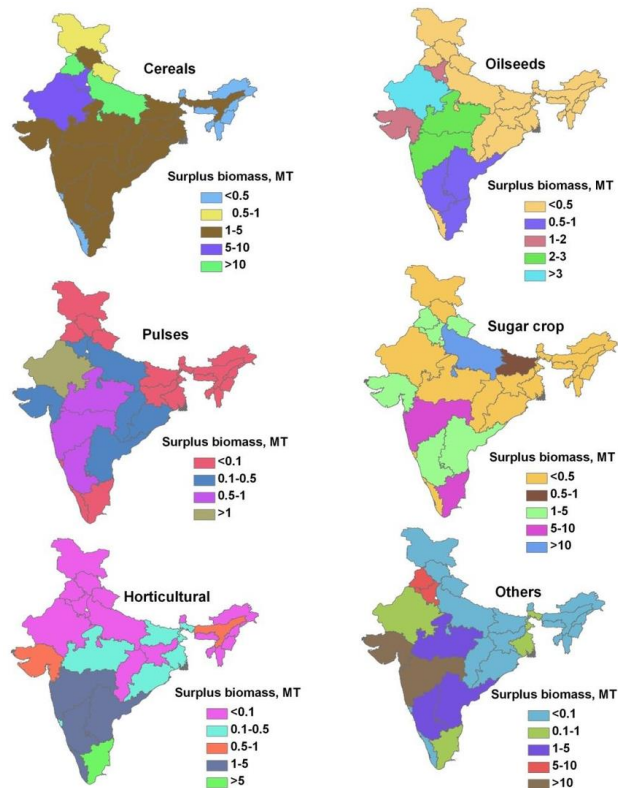 Cereals
Surplus biomass, MT
<0.5
0.5-1
1-5
5-10
>10
Oilseeds
Surplus biomass, MT
<0.5
0.5-1
1-2
2-3
>3
Pulses
Surplus biomass, MT
<0.1
0.1-0.5
0.5-1
>1
Sugar crop
Surplus biomass, MT
<0.5
0.5-1
1-5
5-10
>10
Horticultural
Surplus biomass, MT
<0.1
0.1-0.5
0.5-1
1-5
>5
Others
Surplus biomass, MT
<0.1
0.1-1
1-5
5-10
>10